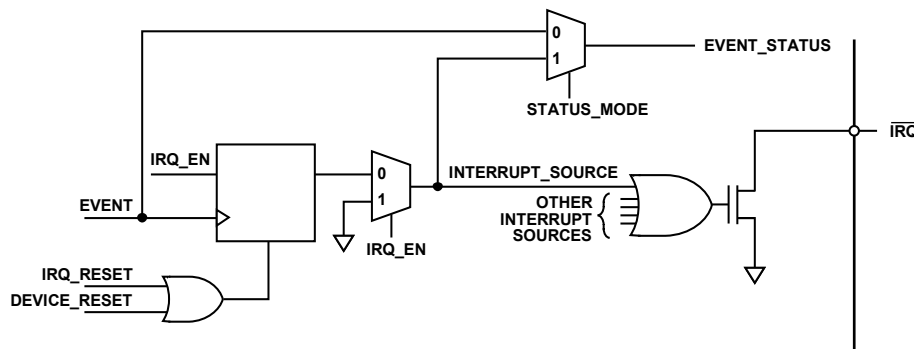 0
1
EVENT_STATUS
STATUS_MODE
IRQ
IRQ_EN
0
1
INTERRUPT_SOURCE
EVENT
OTHER
INTERRUPT
SOURCES
IRQ_EN
IRQ_RESET
DEVICE_RESET